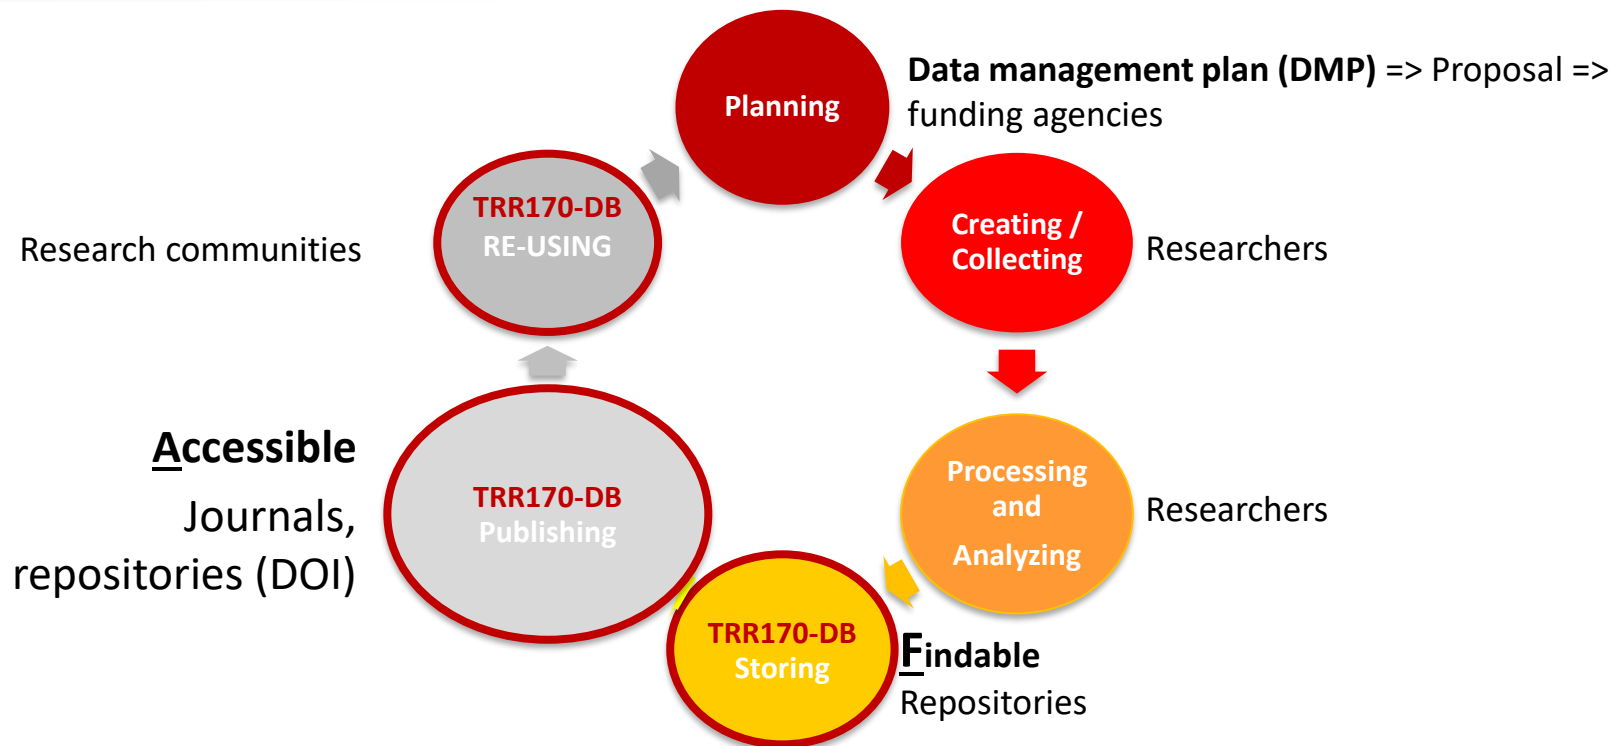 Planning
Data management plan (DMP) => Proposal =>
funding agencies
Creating /
Collecting
Researchers
Processing
and
Analyzing
Researchers
TRR170-DB
Storing
Findable
Repositories
TRR170-DB
Publishing
Accessible
Journals,
repositories (DOI)
TRR170-DB
RE-USING
Research communities